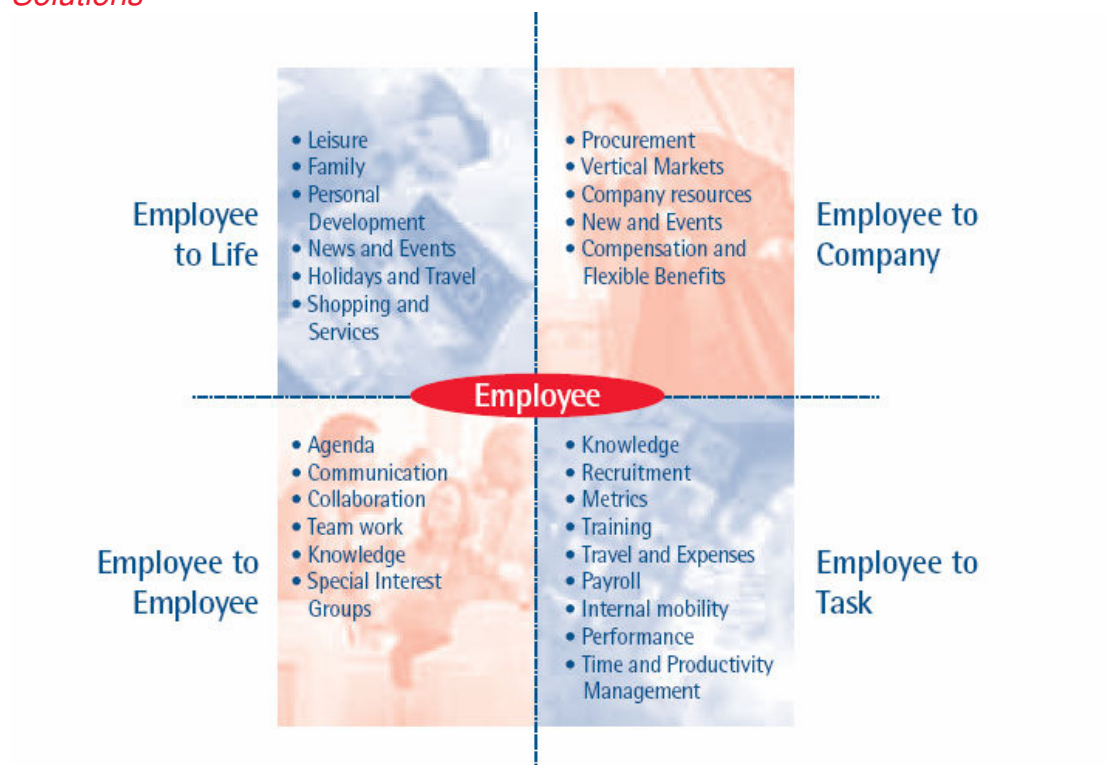 Solutions
Employee
to Life
• Leisure
• Family
• Personal
Development
• News and Events
• Holidays and Travel
• Shopping and
Services
• Procurement
• Vertical Markets
• Company resources
• New and Events
• Compensation and
Flexible Benefits
Employee to
Company
Employee
Employee to
Employee
• Agenda
• Communication
• Collaboration
• Team work
• Knowledge
• Special Interest
Groups
• Knowledge
• Recruitment
• Metrics
• Training
• Travel and Expenses
• Payroll
• Internal mobility
• Performance
• Time and Productivity
Management
Employee to
Task